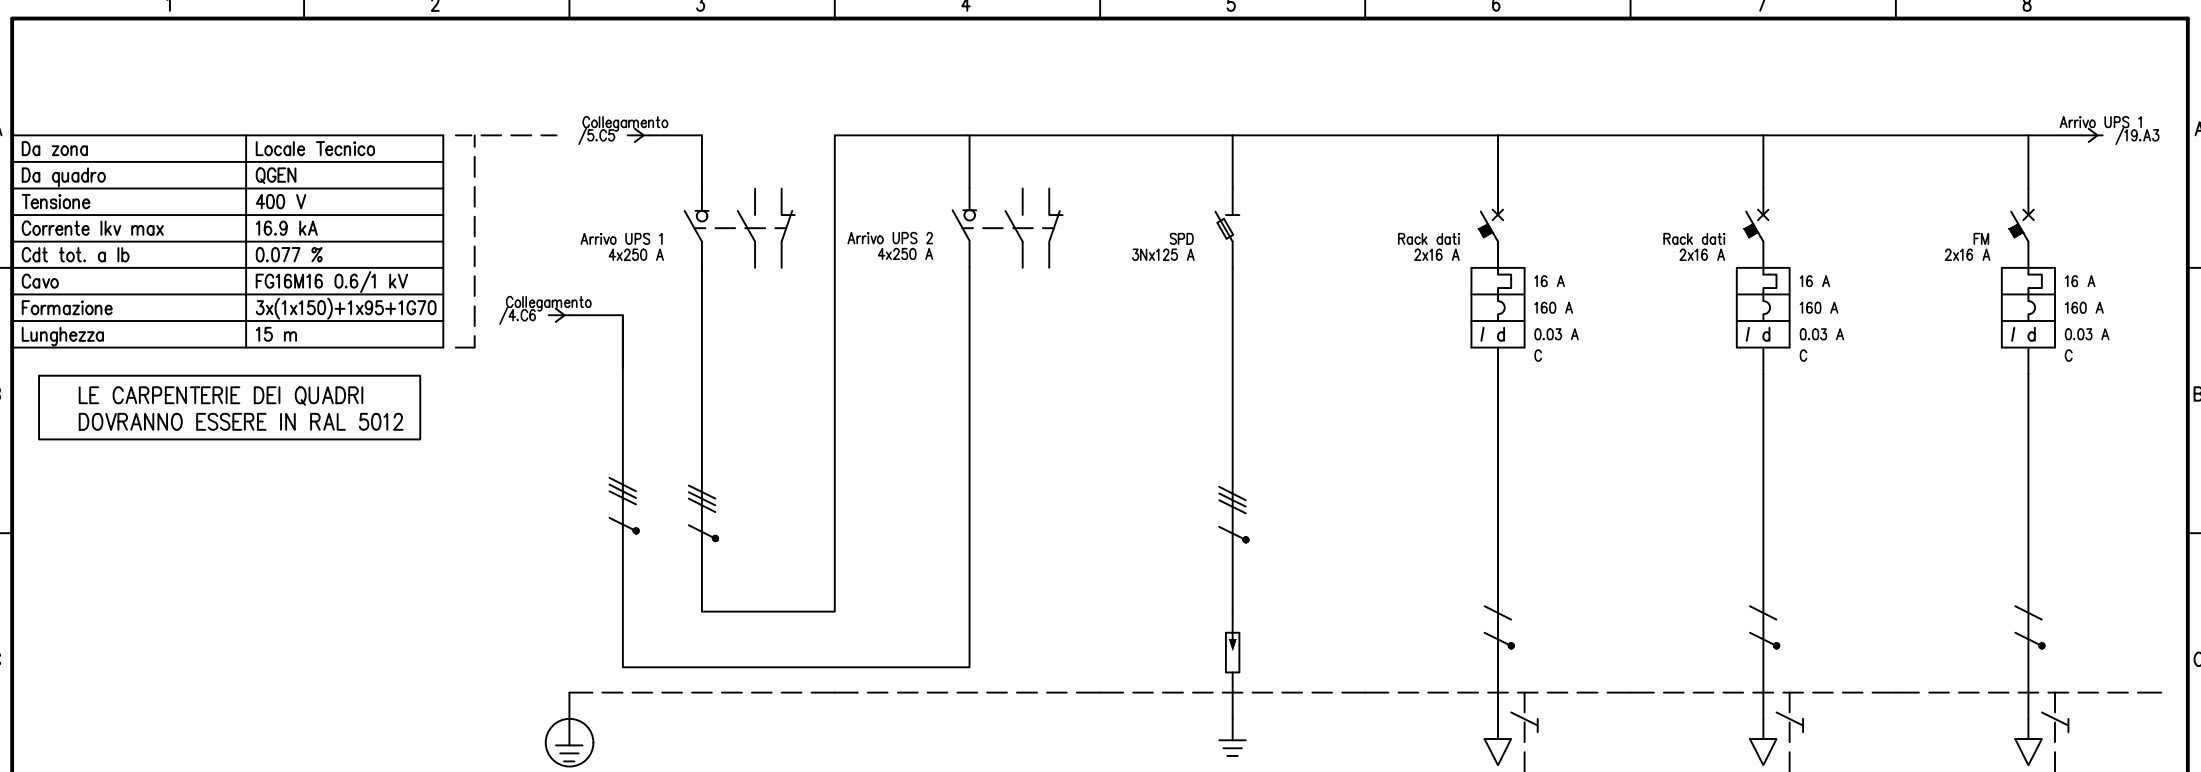 1 2 3 4 5 6 7 8
A
Da zona Locale Tecnico
Da quadro QGEN
Tensione 400 V
Corrente Ikv max 16.9 kA
Cdt tot. a Ib 0.077 %
Cavo FG16M16 0.6/1 kV
Formazione 3x(1x150)+1x95+1G70
Lunghezza 15 m
LE CARPENTERIE DEI QUADRI
DOVRANNO ESSERE IN RAL 5012
Collegamento
/5.C5
Collegamento
/4.C6
Arrivo UPS 1
4x250 A
Arrivo UPS 2
4x250 A
SPD
3Nx125 A
Rack dati
2x16 A
16 A
160 A
I d 0.03 A
C
Rack dati
2x16 A
16 A
160 A
I d 0.03 A
C
FM
2x16 A
16 A
160 A
I d 0.03 A
C
Arrivo UPS 1
/19.A3
A
B
C